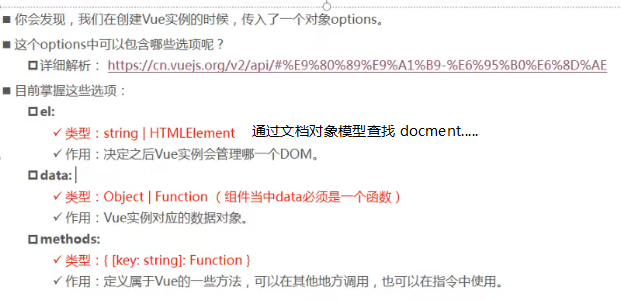 你会发现，我们在创建Vue实例的时候，传入了一个对象options。
这个options中可以包含哪些选项呢？
详细解析： https://cn.vuejs.org/v2/api/#%E9%80%89%E9%A1%B9-%E6%95%B0%E6%8D%AE
目前掌握这些选项：
el:
类型：string | HTMLElement 通过文档对象模型查找 docment.....
作用：决定之后Vue实例会管理哪一个DOM。
data:
类型：Object | Function （组件当中data必须是一个函数）
作用：Vue实例对应的数据对象。
methods:
类型：{ [key: string]: Function }
作用：定义属于Vue的一些方法，可以在其他地方调用，也可以在指令中使用。